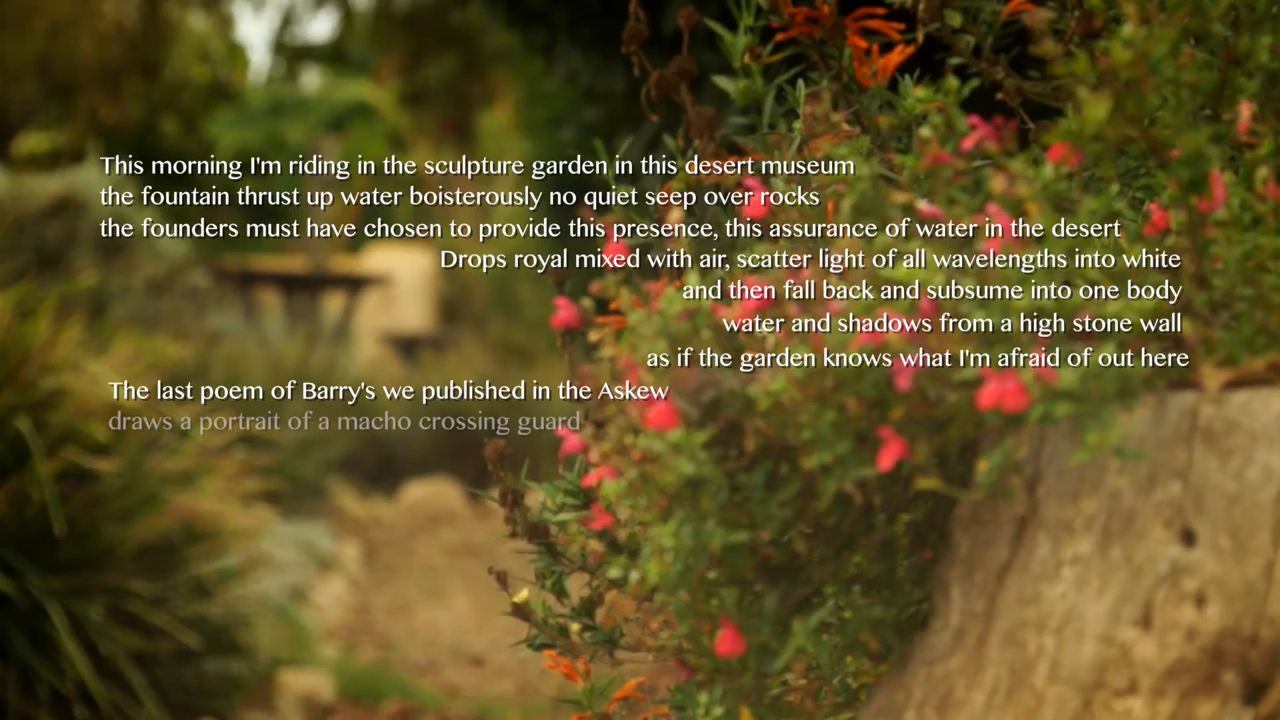 This morning I'm riding in the sculpture garden in this desert museum
the fountain thrust up water boisterously no quiet seep over rocks
the founders must have chosen to provide this presence, this assurance of water in the desert
Drops royal mixed with air, scatter light of all wavelengths into white
and then fall back and subsume into one body
water and shadows from a high stone wall
as if the garden knows what I'm afraid of out here
The last poem of Barry's we published in the Askew
draws a portrait of a macho crossing guard